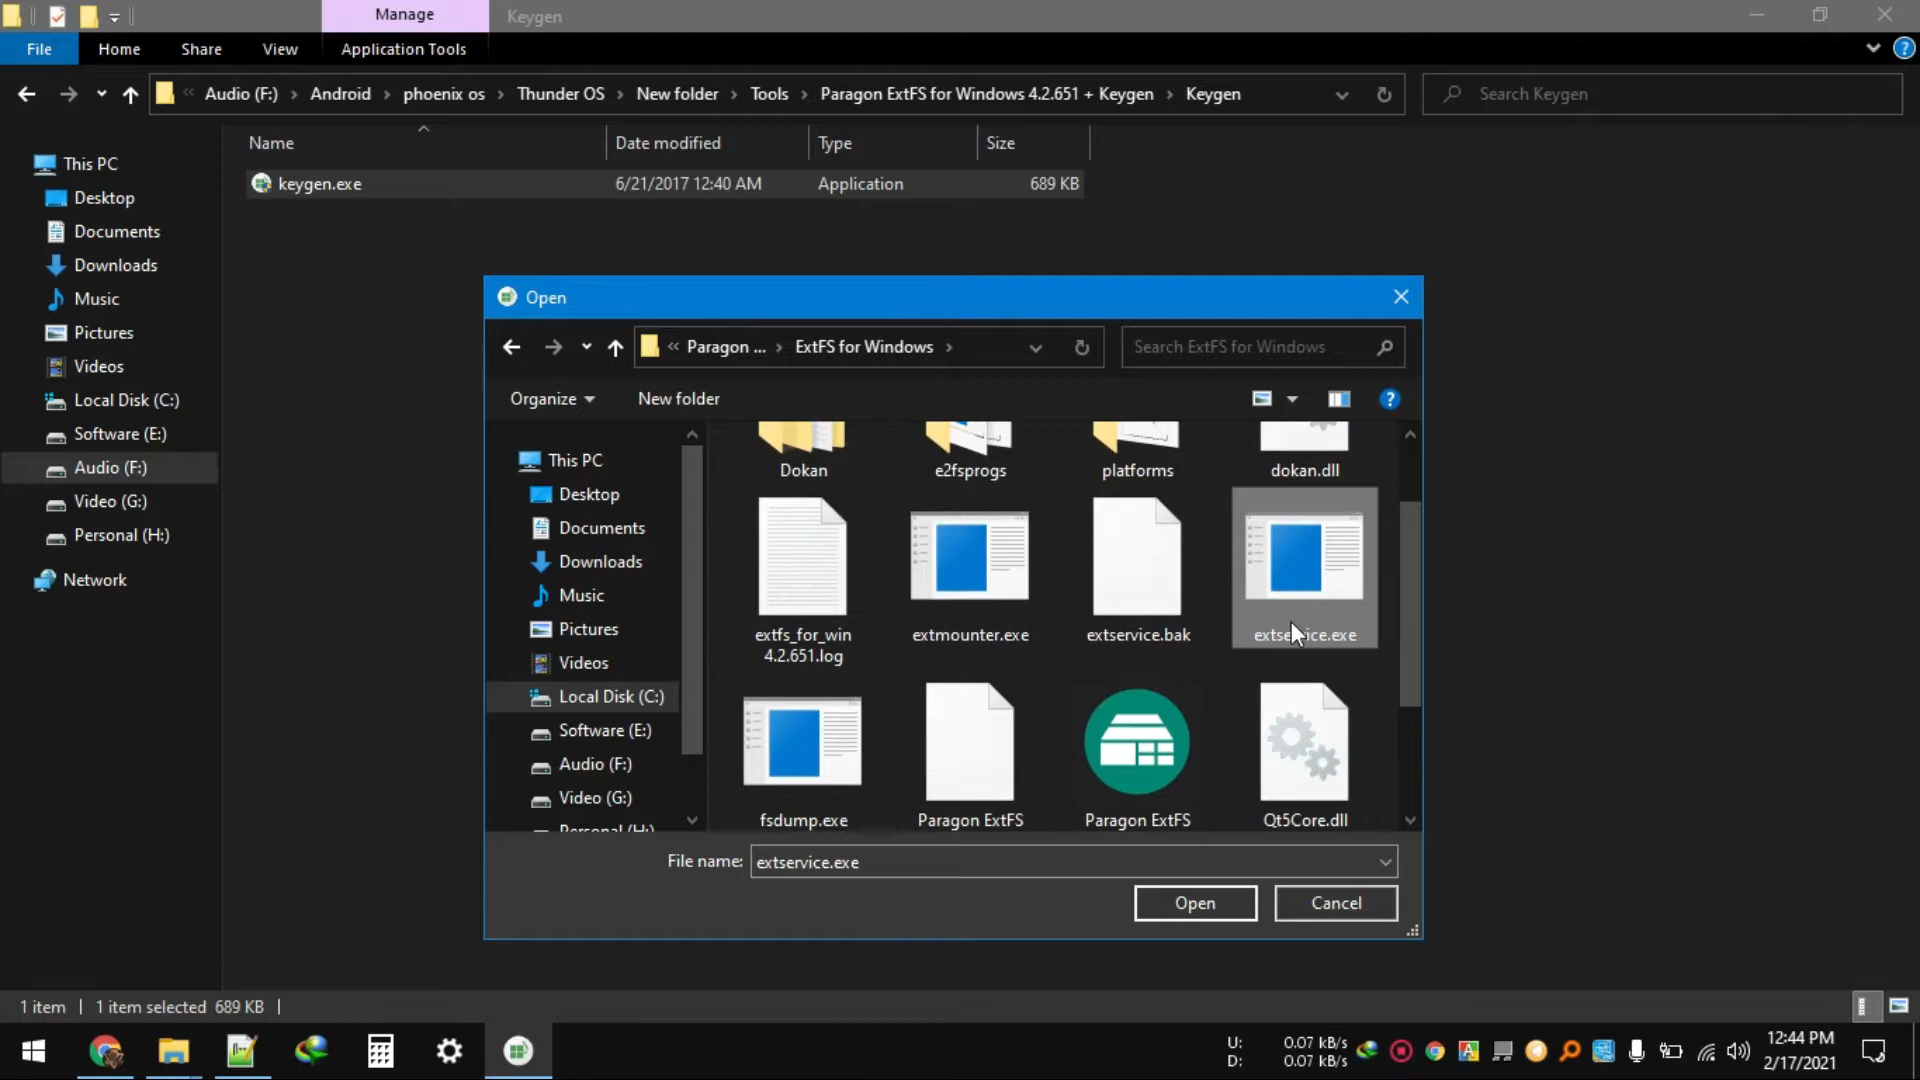 Manage
Keygen
File
Home
Share
View
Application Tools
Audio (F:) › Android › phoenix os › Thunder OS › New folder › Tools › Paragon ExtFS for Windows 4.2.651 + Keygen › Keygen
Search Keygen
Name
Date modified
Type
Size
keygen.exe
6/21/2017 12:40 AM
Application
689 KB
This PC
Desktop
Documents
Downloads
Music
Pictures
Videos
Local Disk (C:)
Software (E:)
Audio (F:)
Video (G:)
Personal (H:)
Network
Open
Paragon ... › ExtFS for Windows ›
Search ExtFS for Windows
Organize
New folder
This PC
Desktop
Documents
Downloads
Music
Pictures
Videos
Local Disk (C:)
Software (E:)
Audio (F:)
Video (G:)
Personal (H:)
Dokan
e2fsprogs
platforms
dokan.dll
extfs_for_win
4.2.651.log
extmounter.exe
extservice.bak
extservice.exe
fsdump.exe
Paragon ExtFS
Paragon ExtFS
Qt5Core.dll
File name:
extservice.exe
Open
Cancel
1 item
1 item selected 689 KB
U: 0.07 kB/s
D: 0.07 kB/s
12:44 PM
2/17/2021